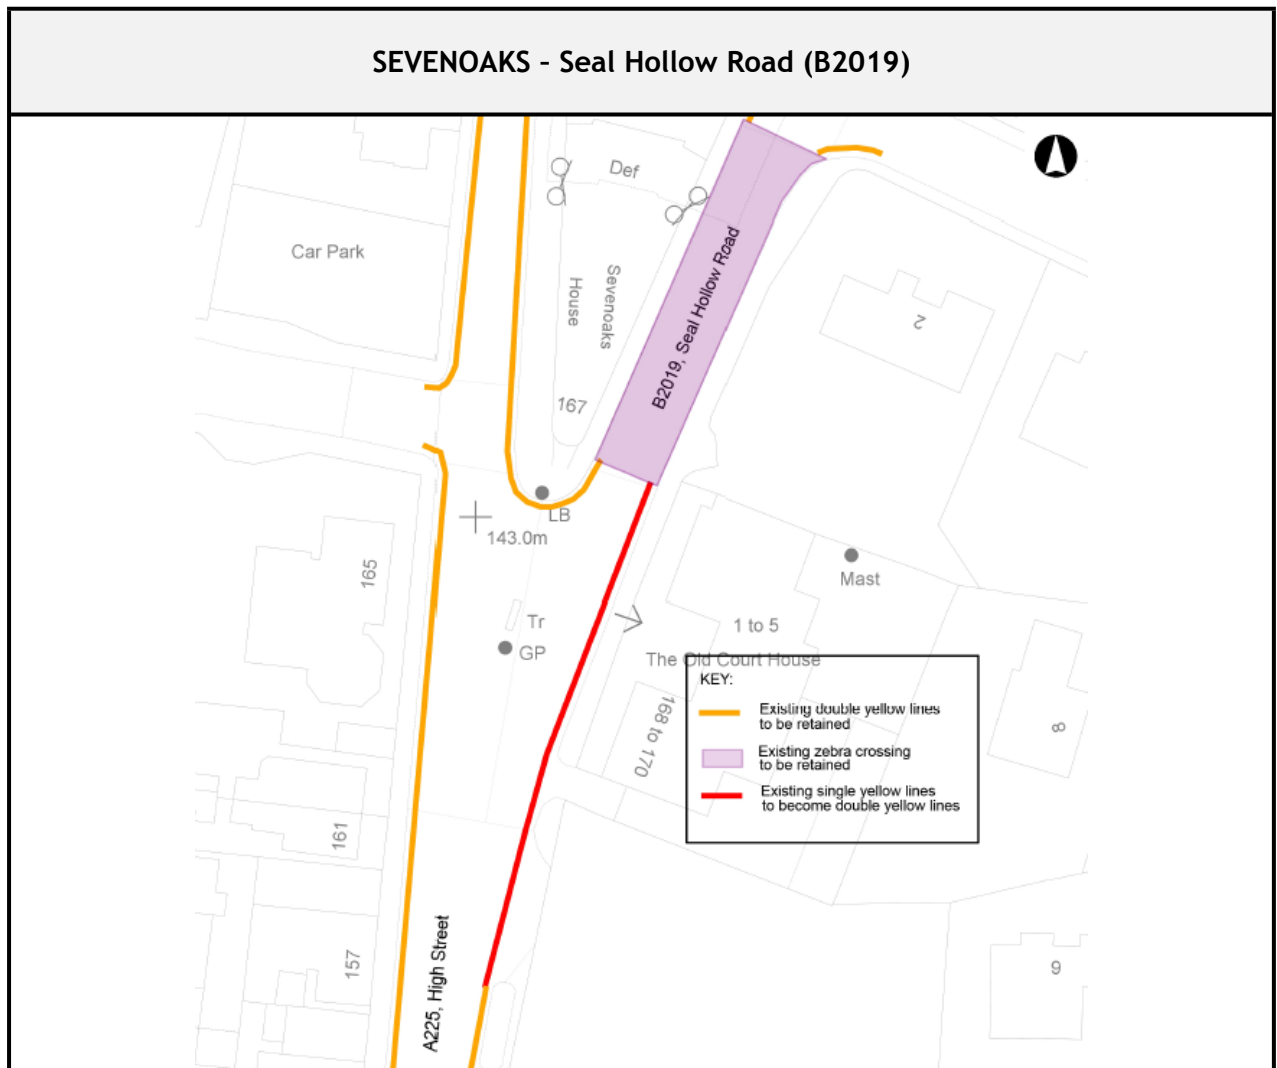 SEVENOAKS – Seal Hollow Road (B2019)
Def
Car Park
House
Sevenoaks
B2019, Seal Hollow Road
2
167
LB
143.0m
165
Mast
Tr
GP
1 to 5
The Old Court House
168 to 170
KEY:
Existing double yellow lines
to be retained
Existing zebra crossing
to be retained
Existing single yellow lines
to become double yellow lines
8
161
157
A225, High Street
9